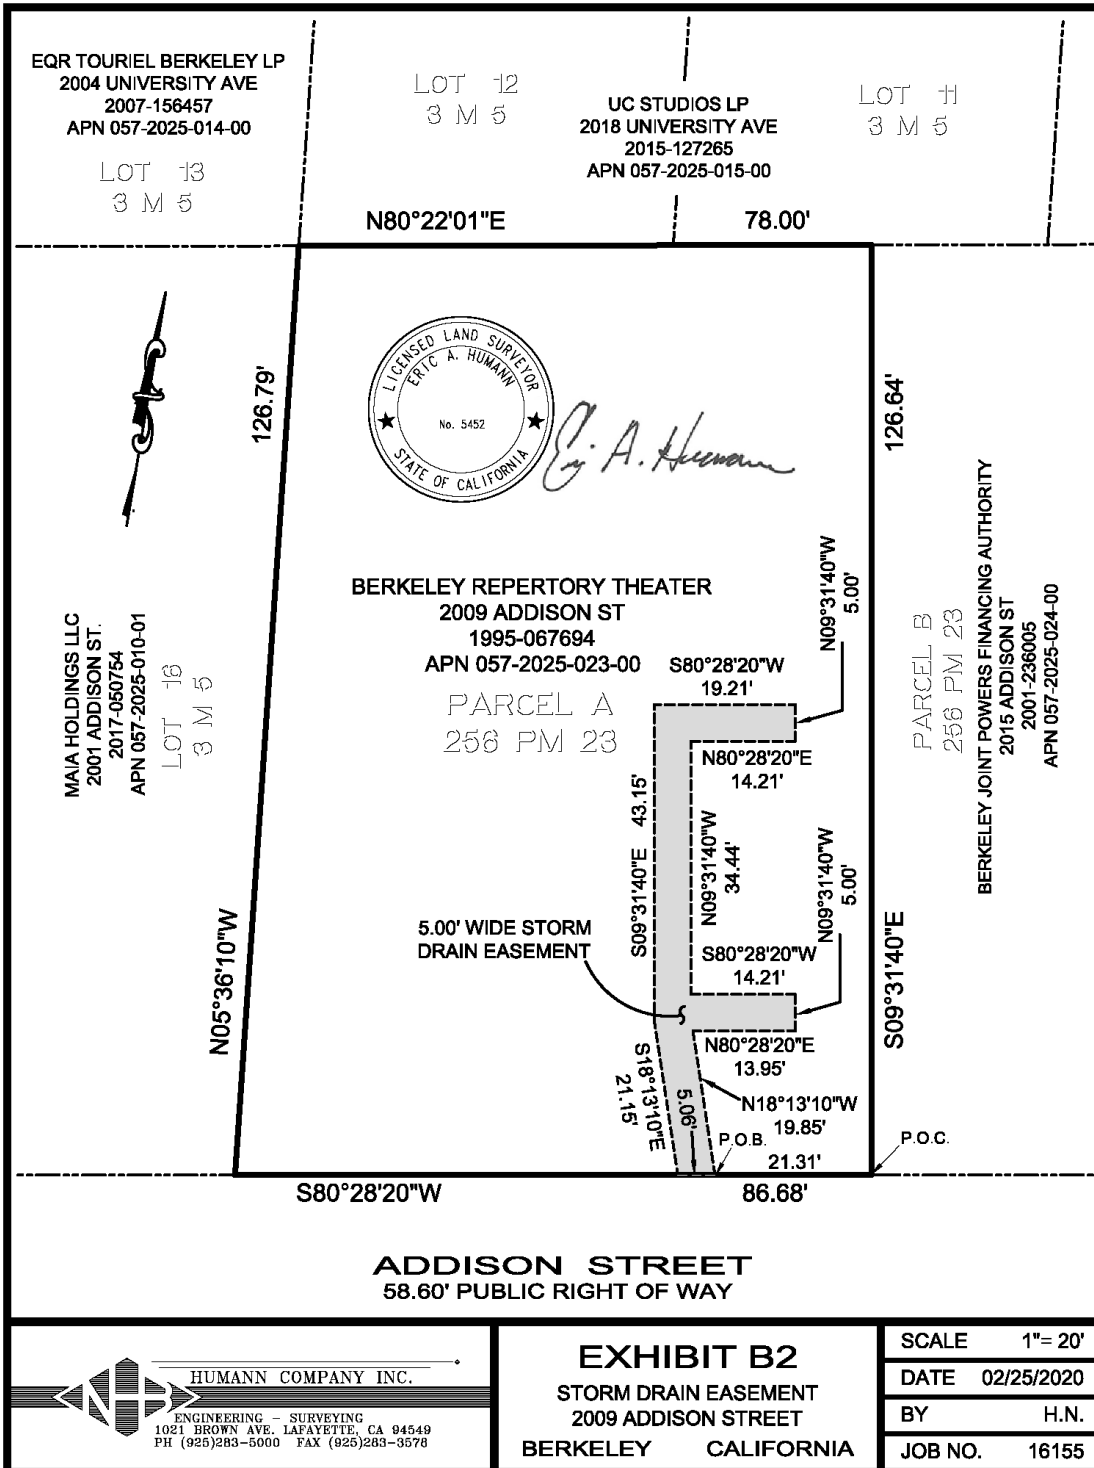 EQR TOURIEL BERKELEY LP
2004 UNIVERSITY AVE
2007-156457
APN 057-2025-014-00
LOT 13
3 M 5
LOT 12
3 M 5
UC STUDIOS LP
2018 UNIVERSITY AVE
2015-127265
APN 057-2025-015-00
LOT 11
3 M 5
N80°22'01"E
78.00'
126.79'
N05°36'10"W
LICENSED LAND SURVEYOR
ERIC A. HUMANN
No. 5452
STATE OF CALIFORNIA
Eric A. Humann
126.64'
S09°31'40"E
MAIA HOLDINGS LLC
2001 ADDISON ST.
2017-050754
APN 057-2025-010-01
LOT 16
3 M 5
BERKELEY REPERTORY THEATER
2009 ADDISON ST
1995-067694
APN 057-2025-023-00
PARCEL A
256 PM 23
PARCEL B
256 PM 23
BERKELEY JOINT POWERS FINANCING AUTHORITY
2015 ADDISON ST
2001-236005
APN 057-2025-024-00
N09°31'40"W
5.00'
S80°28'20"W
19.21'
N80°28'20"E
14.21'
S09°31'40"E 43.15'
N09°31'40"W
34.44'
N09°31'40"W
5.00'
5.00' WIDE STORM
DRAIN EASEMENT
S80°28'20"W
14.21'
N80°28'20"E
13.95'
S18°13'10"E
21.15'
5.06'
N18°13'10"W
19.85'
P.O.B.
21.31'
P.O.C.
S80°28'20"W
86.68'
ADDISON STREET
58.60' PUBLIC RIGHT OF WAY
NHB
HUMANN COMPANY INC.
ENGINEERING – SURVEYING
1021 BROWN AVE. LAFAYETTE, CA 94549
PH (925)283–5000 FAX (925)283–3578
EXHIBIT B2
STORM DRAIN EASEMENT
2009 ADDISON STREET
BERKELEY CALIFORNIA
SCALE 1"= 20'
DATE 02/25/2020
BY H.N.
JOB NO. 16155